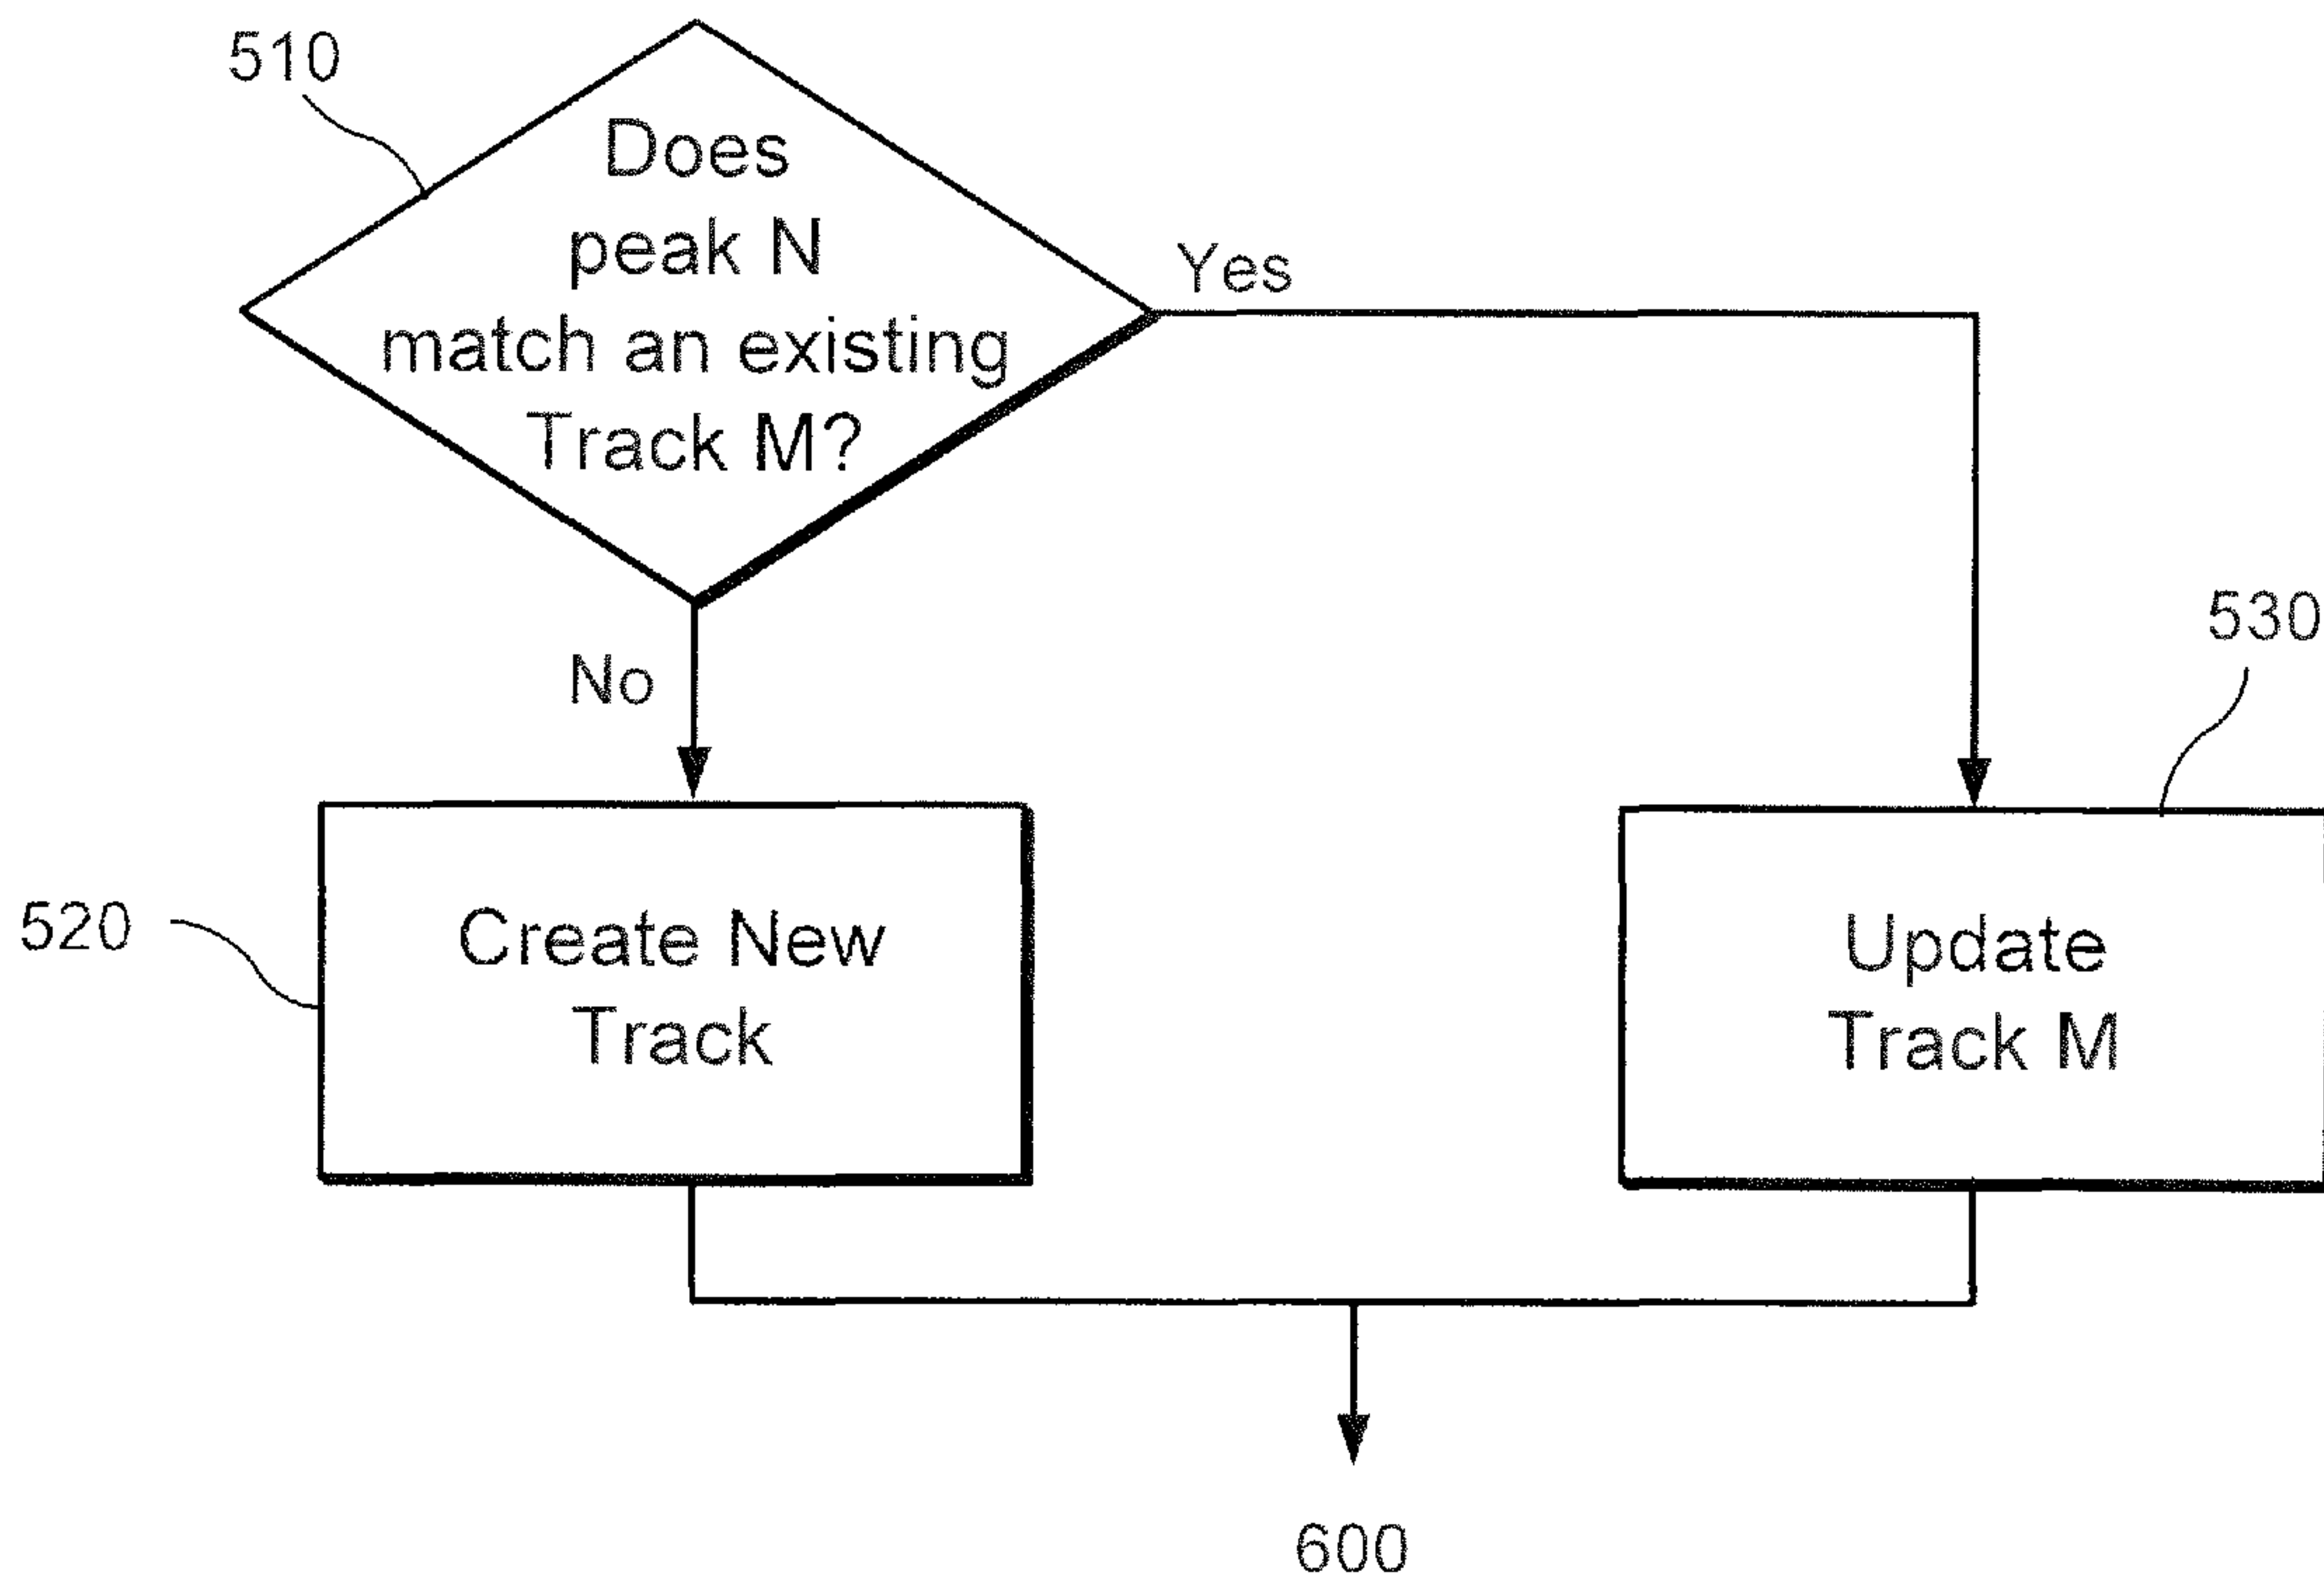 510
Does
peak N
match an existing
Track M?
Yes
No
530
520
Create New
Track
Update
Track M
600